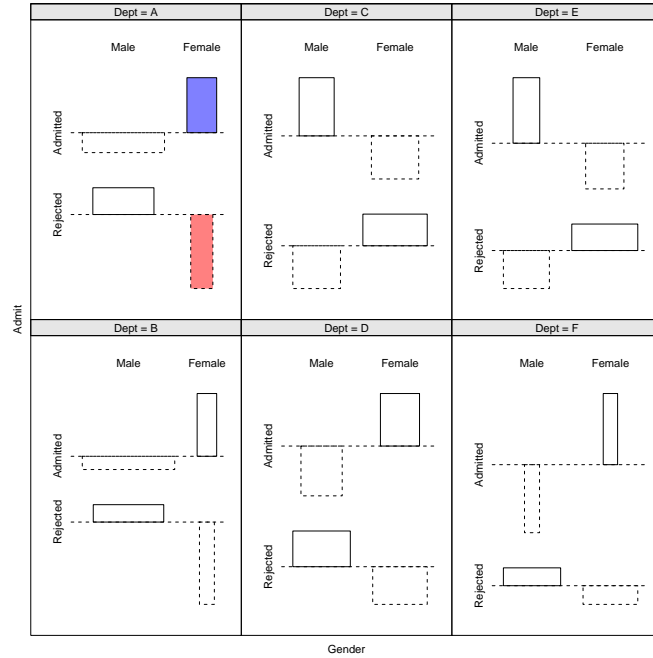 Dept = A
Dept = C
Dept = E
Male Female
Male Female
Male Female
Admitted
Rejected
Admitted
Rejected
Admitted
Rejected
Admit
Dept = B
Dept = D
Dept = F
Male Female
Male Female
Male Female
Admitted
Rejected
Admitted
Rejected
Admitted
Rejected
Gender